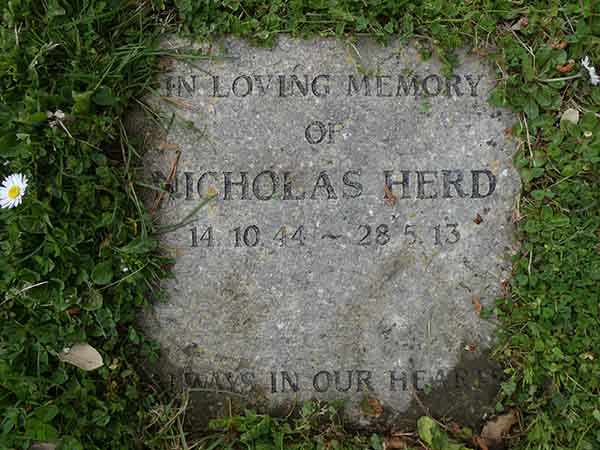 IN LOVING MEMORY
OF
NICHOLAS HERD
14 10 44 ~ 28 5 13
ALWAYS IN OUR HEARTS